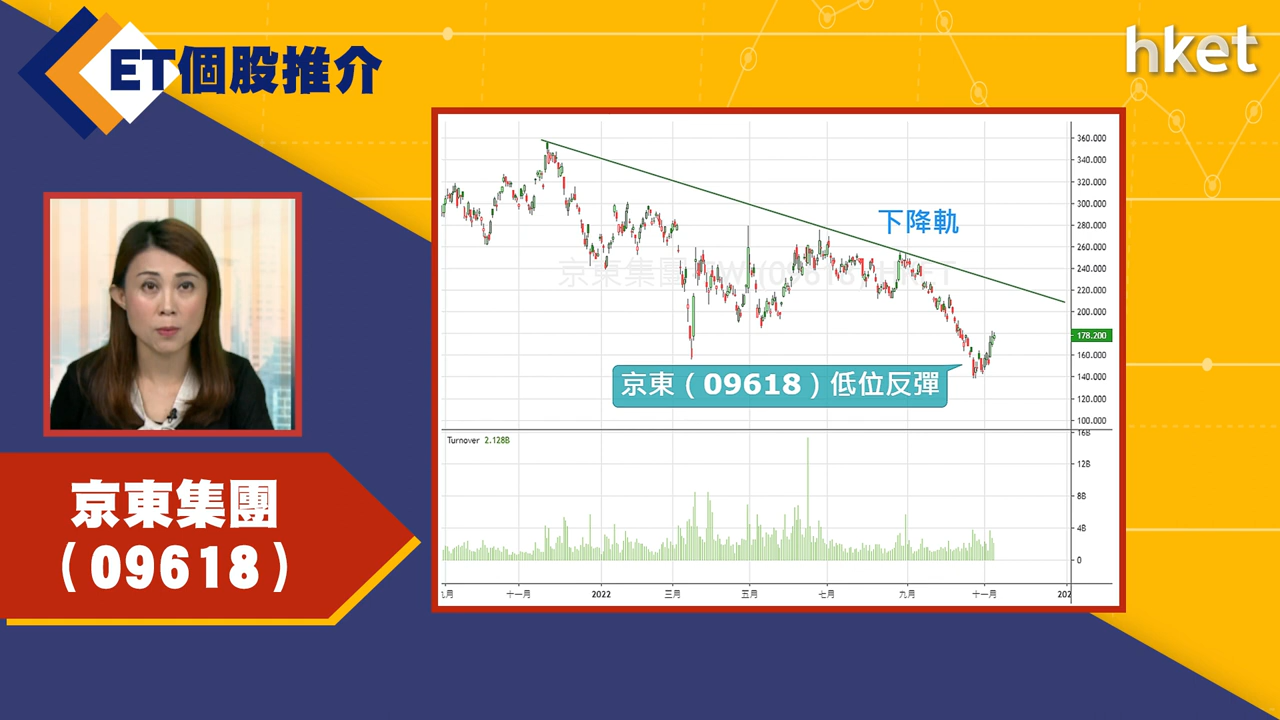 ET個股推介
hket
360.000
340.000
320.000
300.000
280.000
下降軌
260.000
240.000
220.000
200.000
178.200
160.000
京東（09618）低位反彈
140.000
120.000
100.000
Turnover 2.128B
16B
12B
8B
4B
0
九月 十一月 2022 三月 五月 七月 九月 十一月 202
京東集團
（09618）